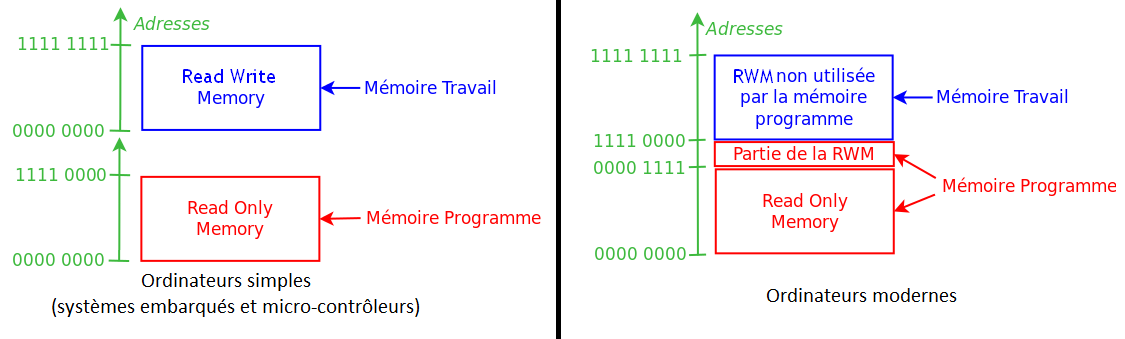 Adresses
1111 1111
Read Write
Memory
Mémoire Travail
0000 0000
1111 0000
Read Only
Memory
Mémoire Programme
0000 0000
Ordinateurs simples
(systèmes embarqués et micro-contrôleurs)
Adresses
1111 1111
RWM non utilisée
par la mémoire
programme
Mémoire Travail
1111 0000
Partie de la RWM
0000 1111
Mémoire Programme
Read Only
Memory
0000 0000
Ordinateurs modernes